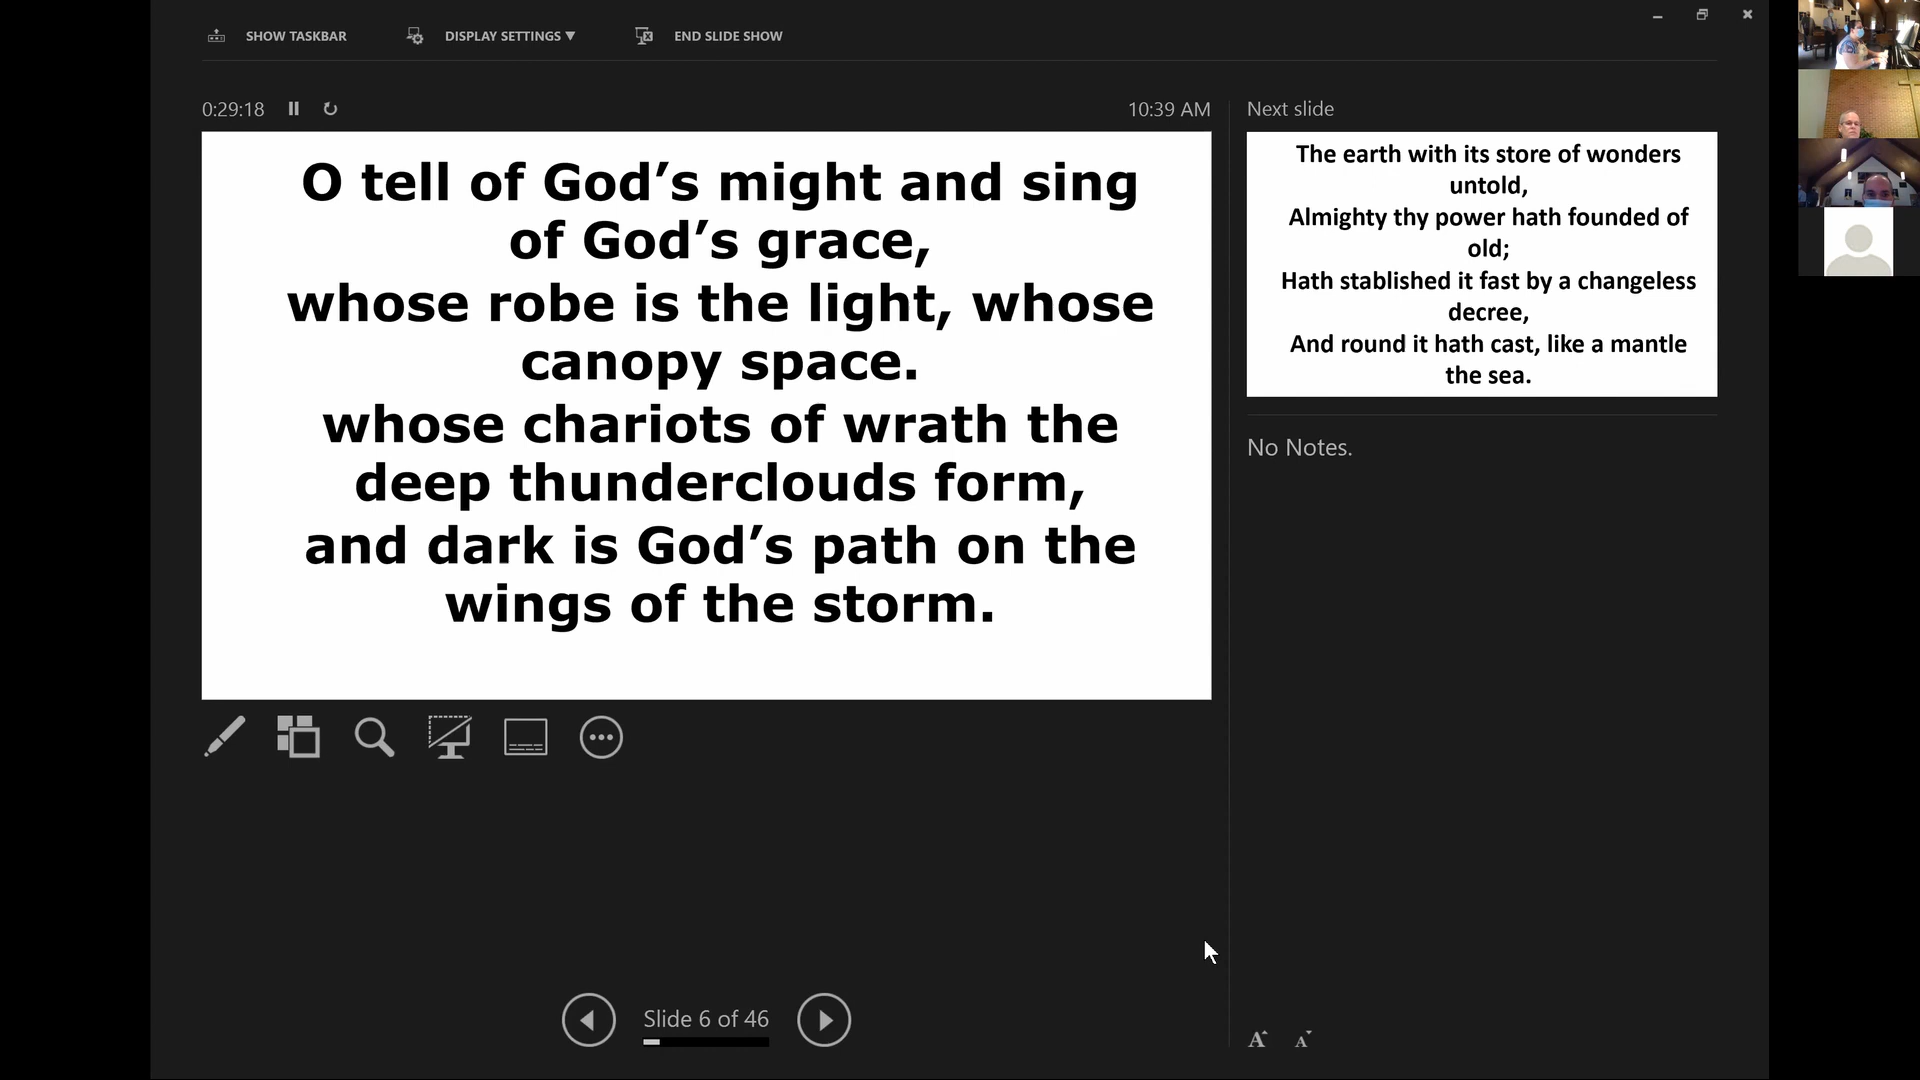 SHOW TASKBAR
DISPLAY SETTINGS ▼
END SLIDE SHOW
0:29:18
10:39 AM
O tell of God’s might and sing
of God’s grace,
whose robe is the light, whose
canopy space.
whose chariots of wrath the
deep thunderclouds form,
and dark is God’s path on the
wings of the storm.
Slide 6 of 46
Next slide
The earth with its store of wonders
untold,
Almighty thy power hath founded of
old;
Hath stablished it fast by a changeless
decree,
And round it hath cast, like a mantle
the sea.
No Notes.
A A